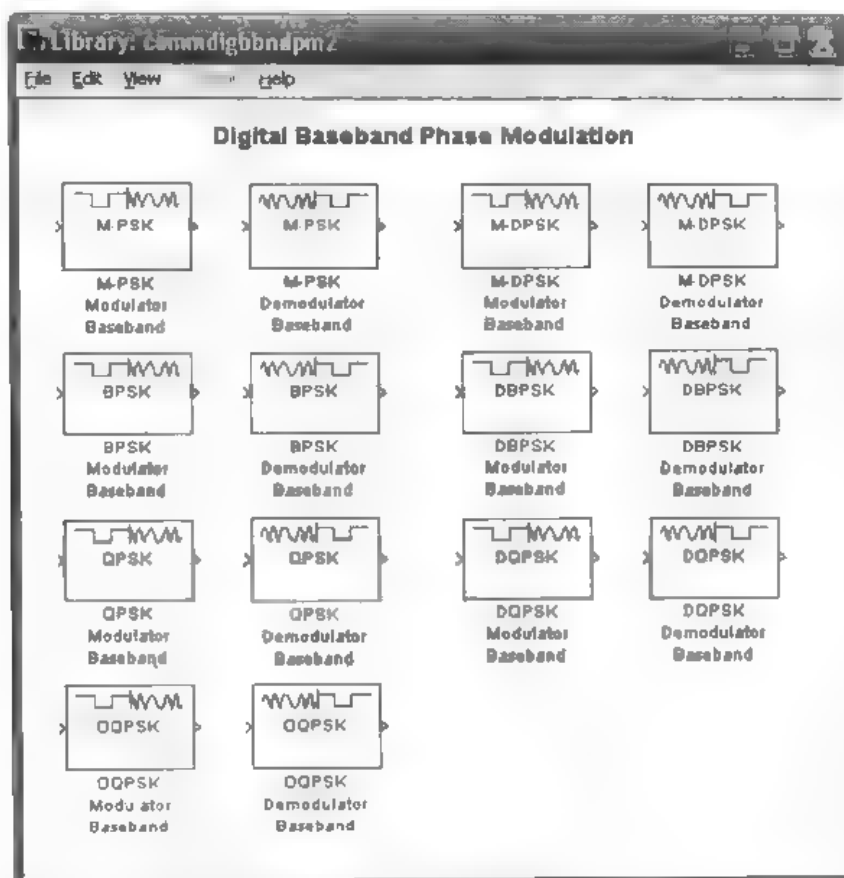 Library: commdigbbndpm2
File Edit View Help
Digital Baseband Phase Modulation
M-PSK M-PSK M-DPSK M-DPSK
M-PSK M-PSK M-DPSK M-DPSK
Modulator Demodulator Modulator Demodulator
Baseband Baseband Baseband Baseband
BPSK BPSK DBPSK DBPSK
BPSK BPSK DBPSK DBPSK
Modulator Demodulator Modulator Demodulator
Baseband Baseband Baseband Baseband
QPSK QPSK DQPSK DQPSK
QPSK QPSK DQPSK DQPSK
Modulator Demodulator Modulator Demodulator
Baseband Baseband Baseband Baseband
OQPSK OQPSK
OQPSK OQPSK
Modulator Demodulator
Baseband Baseband